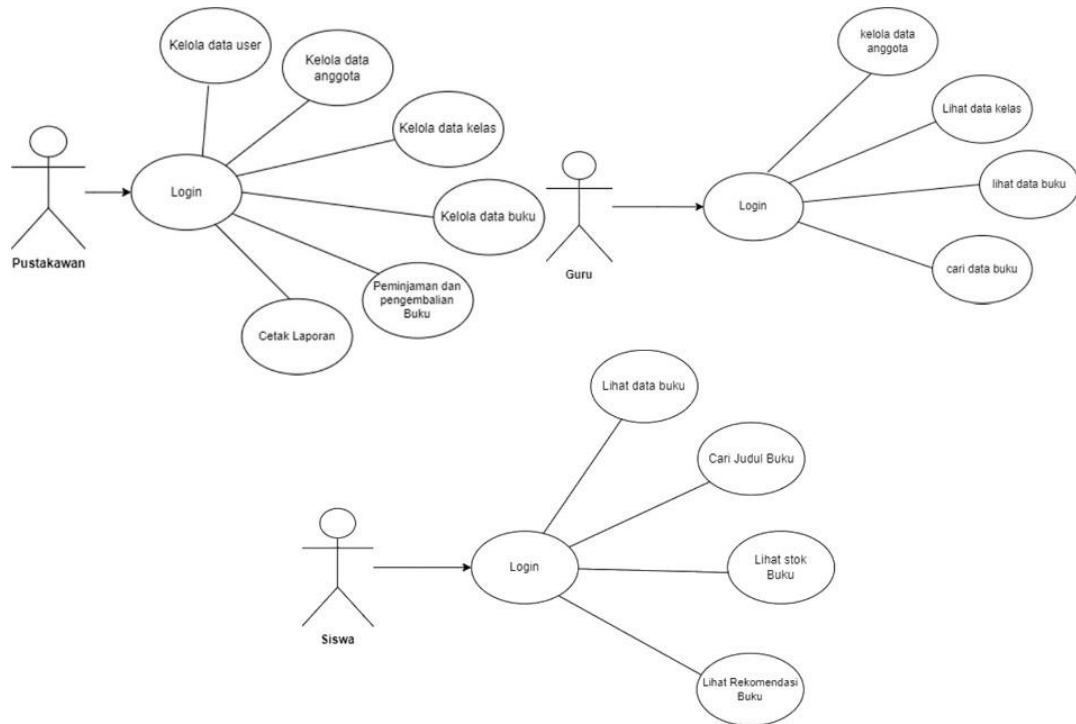 Kelola data user
Kelola data
anggota
Kelola data kelas
Login
Kelola data buku
Peminjaman dan
pengembalian
Buku
Cetak Laporan
Pustakawan
kelola data
anggota
Lihat data kelas
lihat data buku
Login
cari data buku
Guru
Lihat data buku
Cari Judul Buku
Login
Lihat stok
Buku
Lihat Rekomendasi
Buku
Siswa